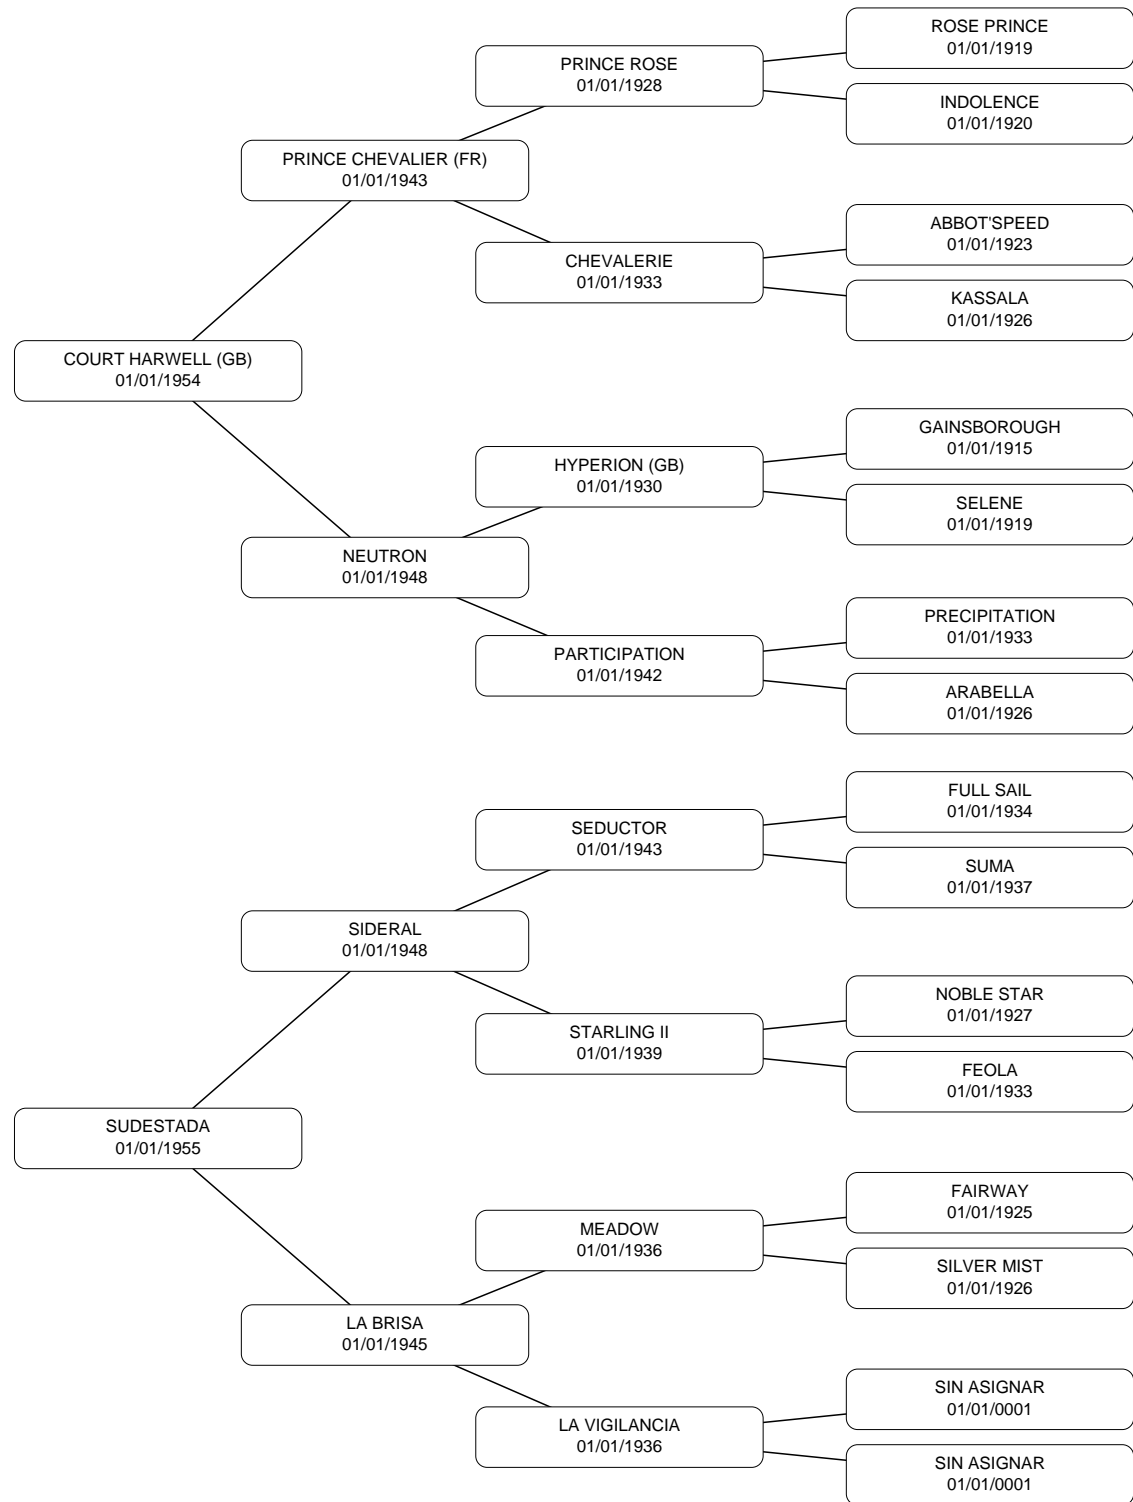 ROSE PRINCE
01/01/1919
PRINCE ROSE
01/01/1928
INDOLENCE
01/01/1920
PRINCE CHEVALIER (FR)
01/01/1943
ABBOT'SPEED
01/01/1923
CHEVALERIE
01/01/1933
KASSALA
01/01/1926
COURT HARWELL (GB)
01/01/1954
GAINSBOROUGH
01/01/1915
HYPERION (GB)
01/01/1930
SELENE
01/01/1919
NEUTRON
01/01/1948
PRECIPITATION
01/01/1933
PARTICIPATION
01/01/1942
ARABELLA
01/01/1926
FULL SAIL
01/01/1934
SEDUCTOR
01/01/1943
SUMA
01/01/1937
SIDERAL
01/01/1948
NOBLE STAR
01/01/1927
STARLING II
01/01/1939
FEOLA
01/01/1933
SUDESTADA
01/01/1955
FAIRWAY
01/01/1925
MEADOW
01/01/1936
SILVER MIST
01/01/1926
LA BRISA
01/01/1945
SIN ASIGNAR
01/01/0001
LA VIGILANCIA
01/01/1936
SIN ASIGNAR
01/01/0001